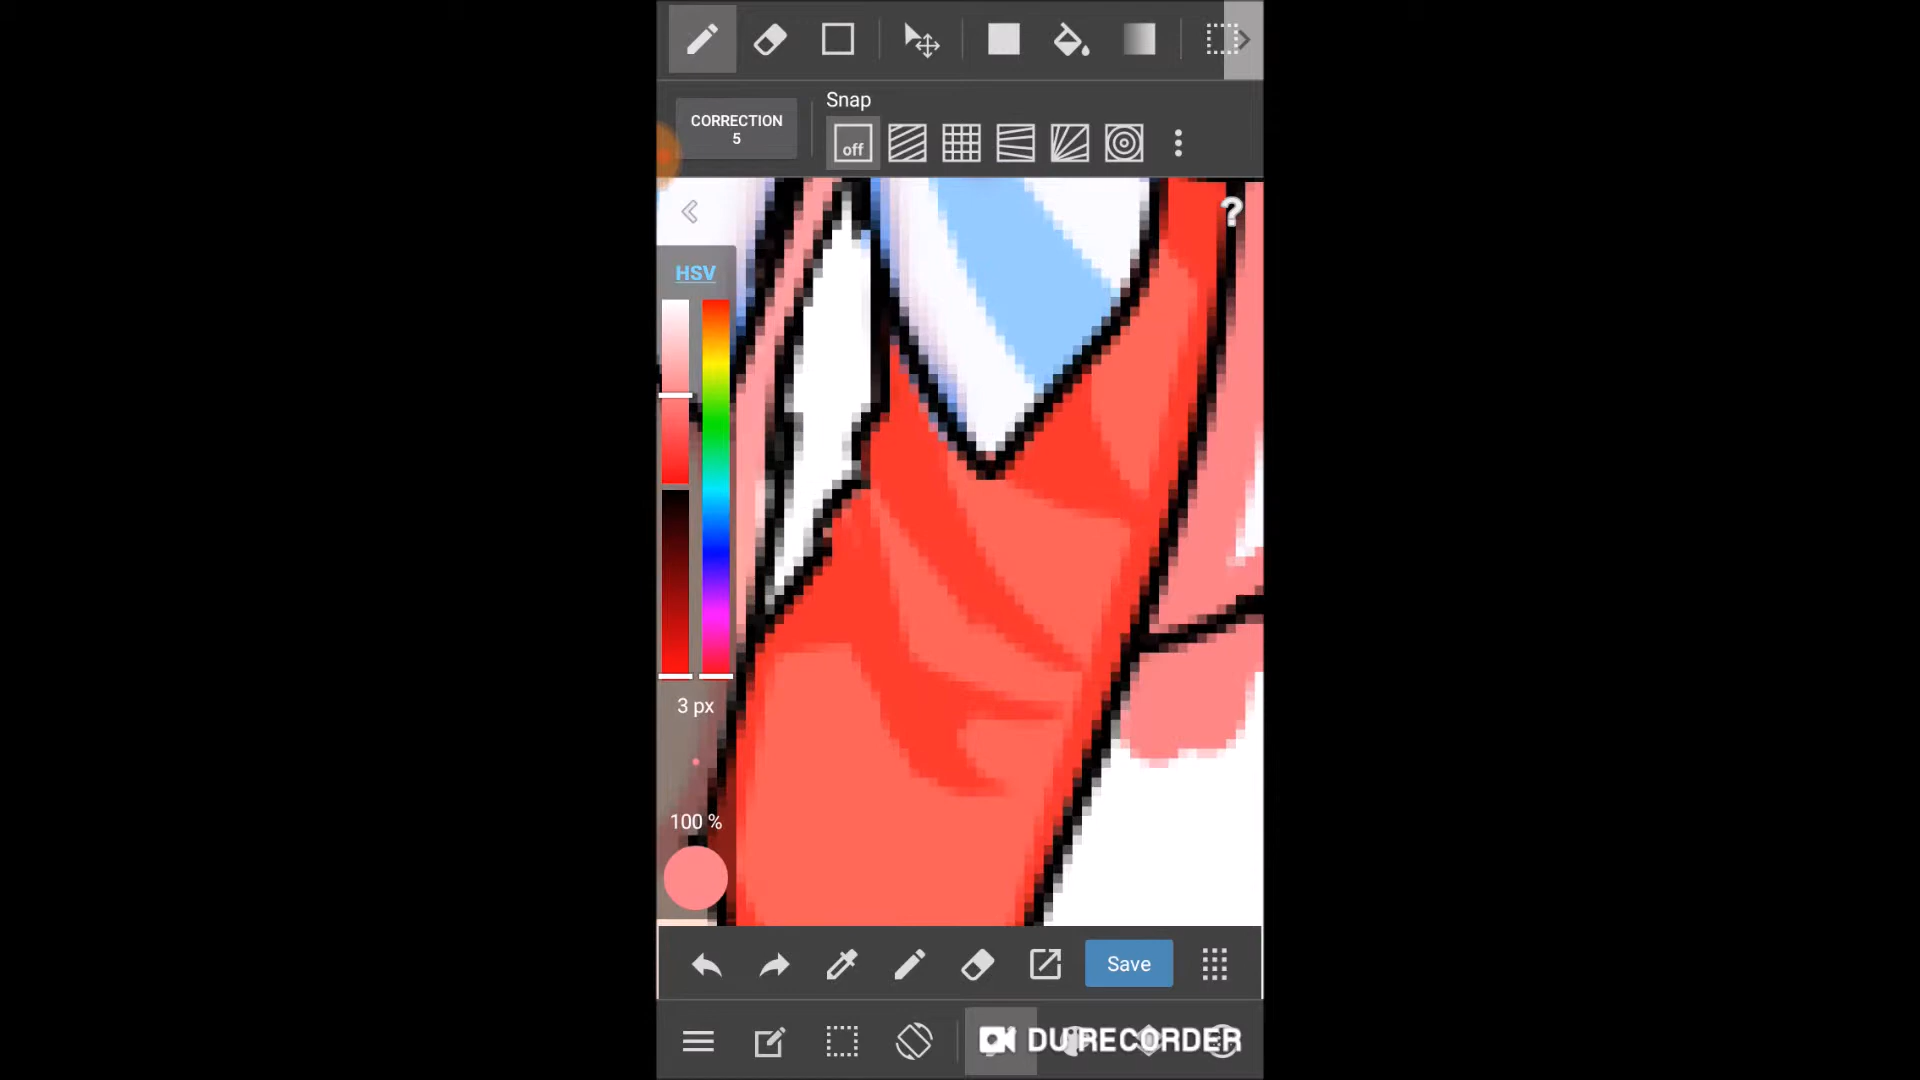 CORRECTION
5
Snap
off
?
HSV
3 px
100 %
Save
DU RECORDER